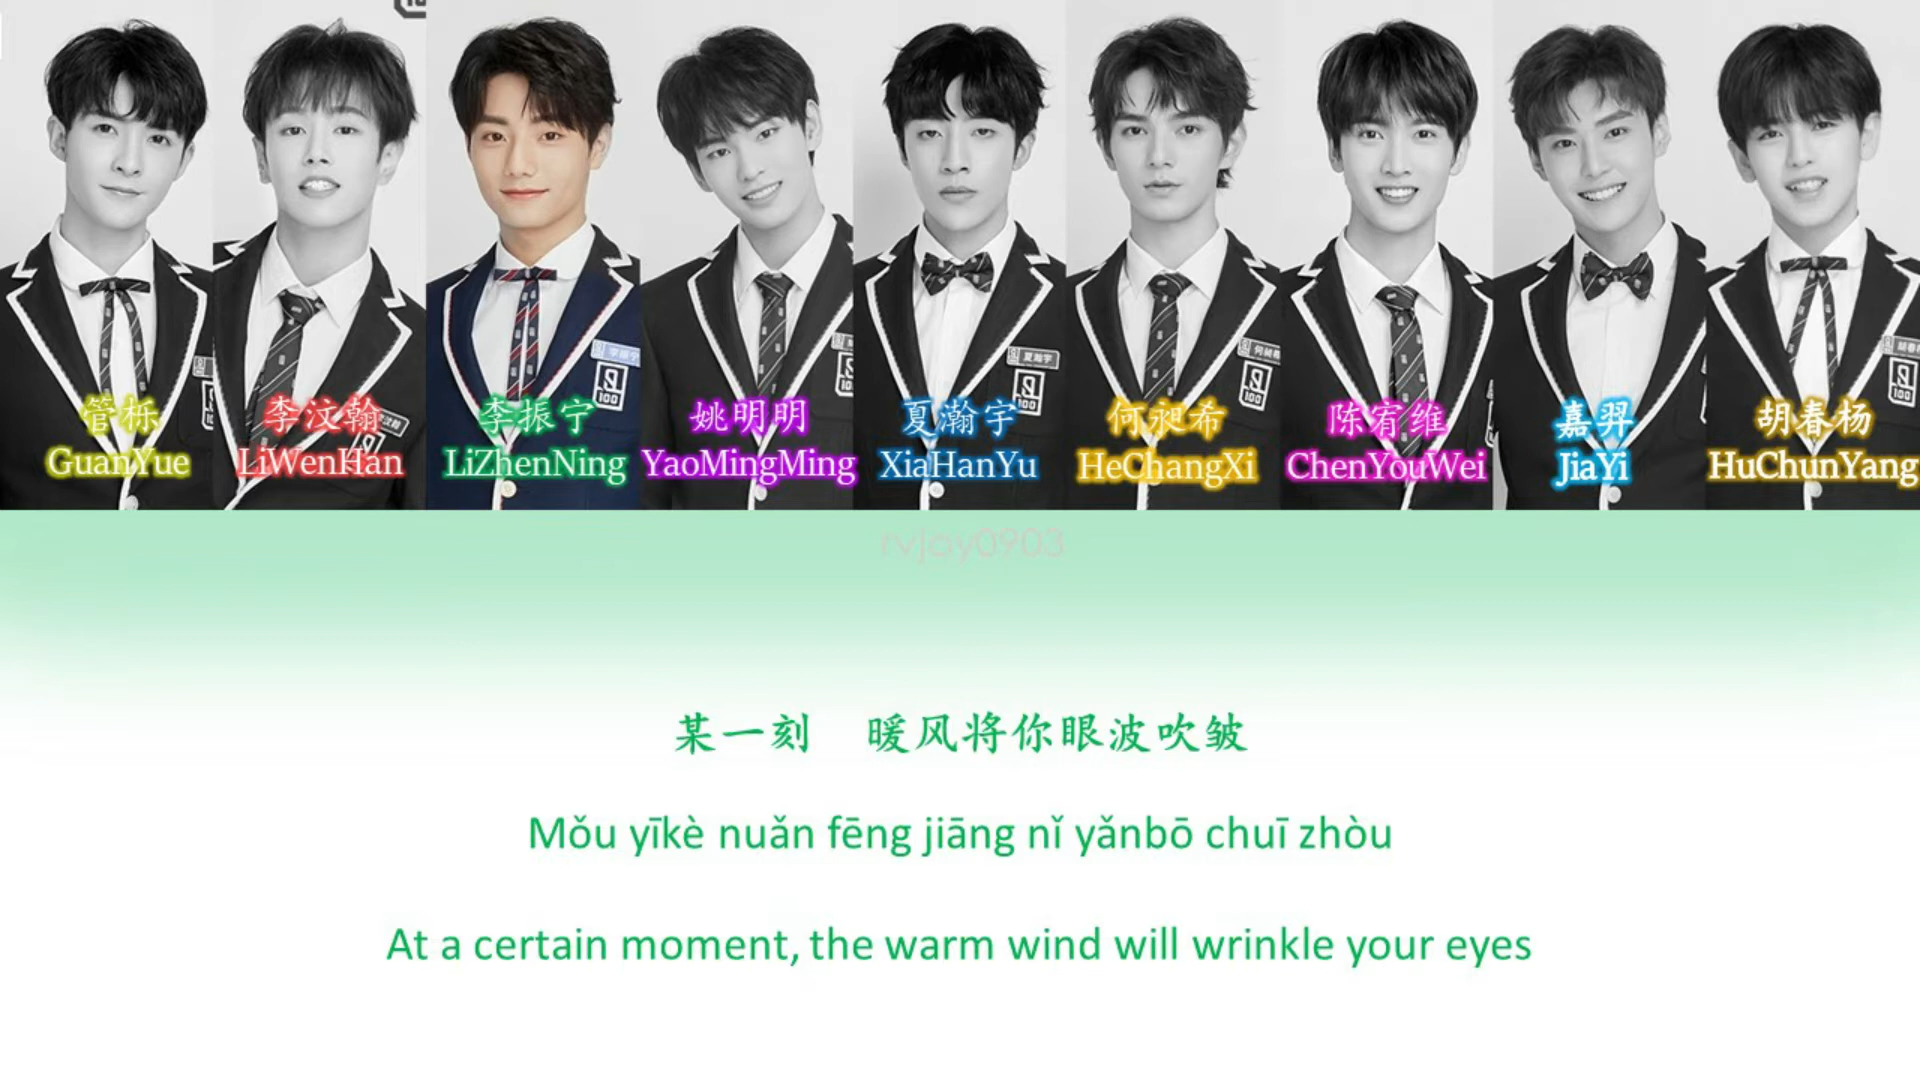 管栎 李汶翰 李振宁 姚明明 夏瀚宇 何昶希 陈宥维 嘉羿 胡春杨
GuanYue LiWenHan LiZhenNing YaoMingMing XiaHanYu HeChangXi ChenYouWei JiaYi HuChunYang
rvjay0903
某一刻 暖风将你眼波吹皱
Mǒu yīkè nuǎn fēng jiāng nǐ yǎnbō chuī zhòu
At a certain moment, the warm wind will wrinkle your eyes